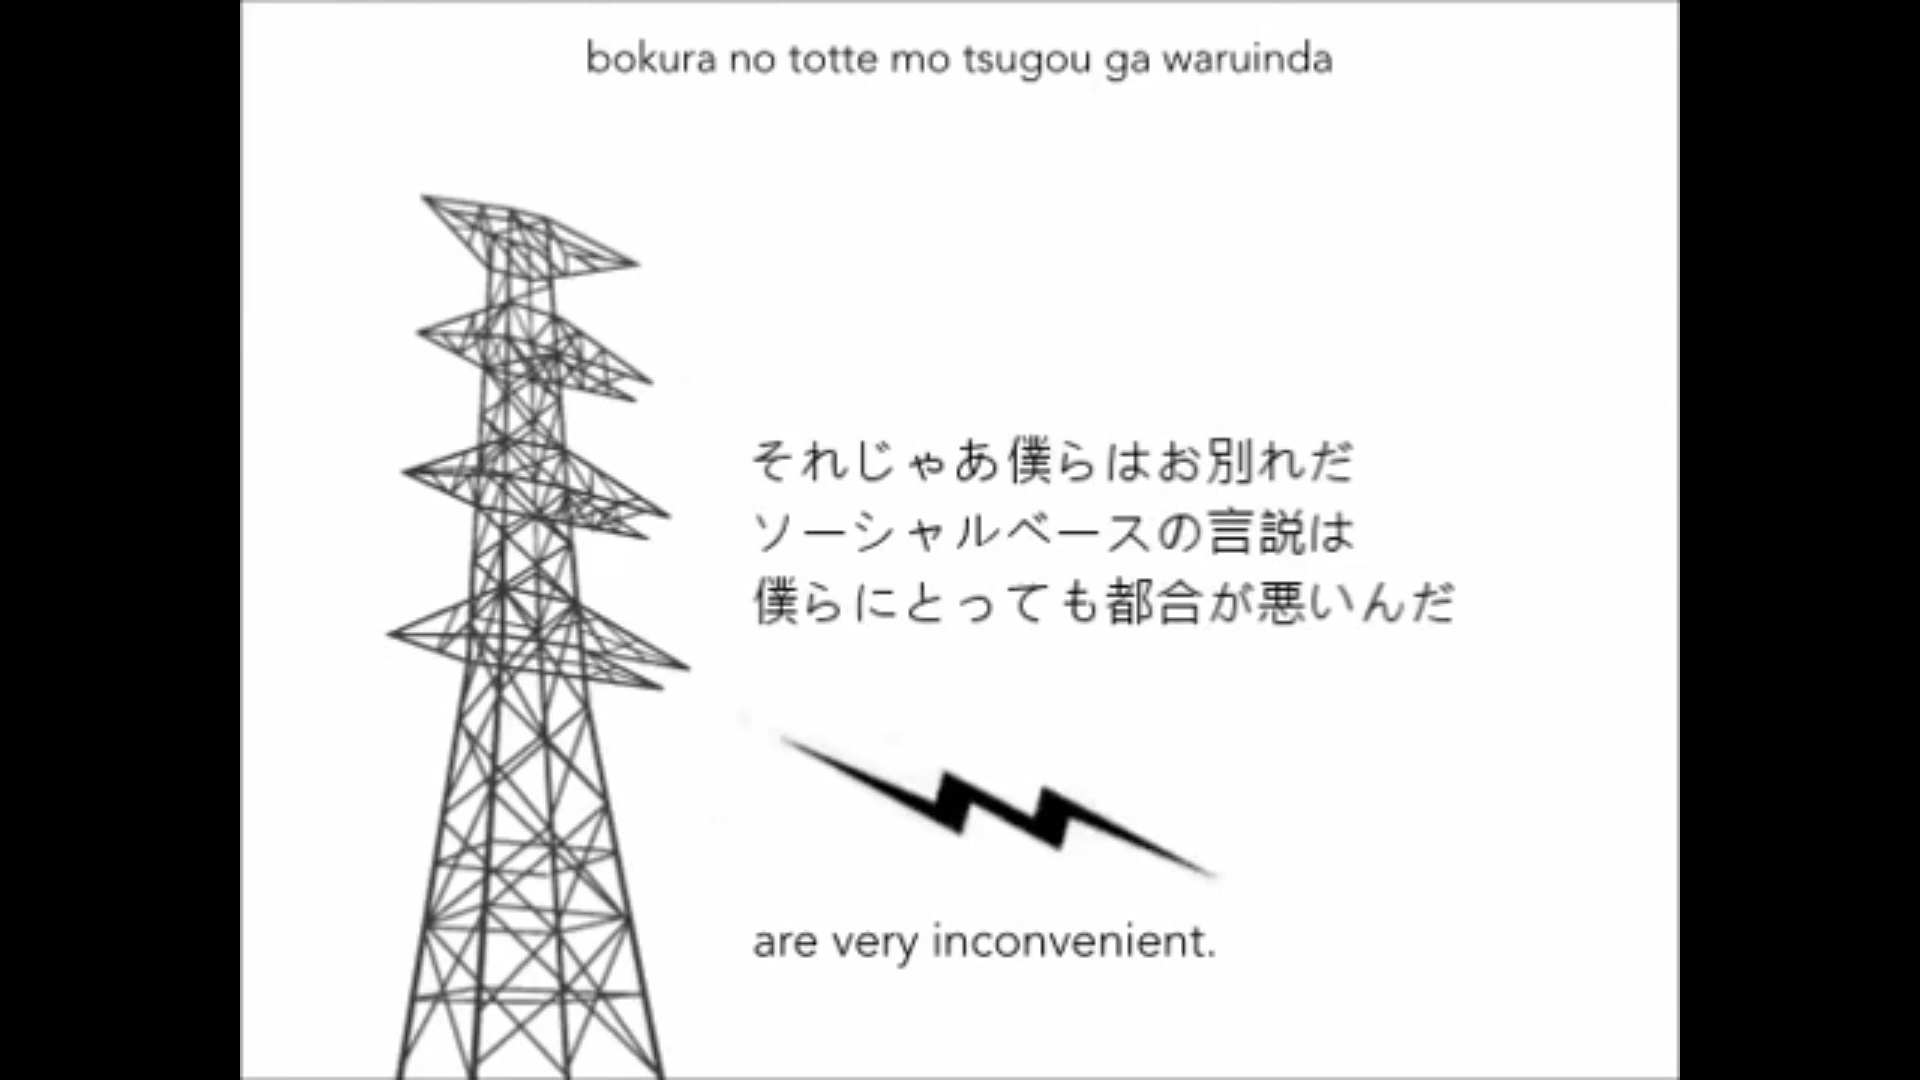 bokura no totte mo tsugou ga waruinda
それじゃあ僕らはお別れだ
ソーシャルベースの言説は
僕らにとっても都合が悪いんだ
are very inconvenient.